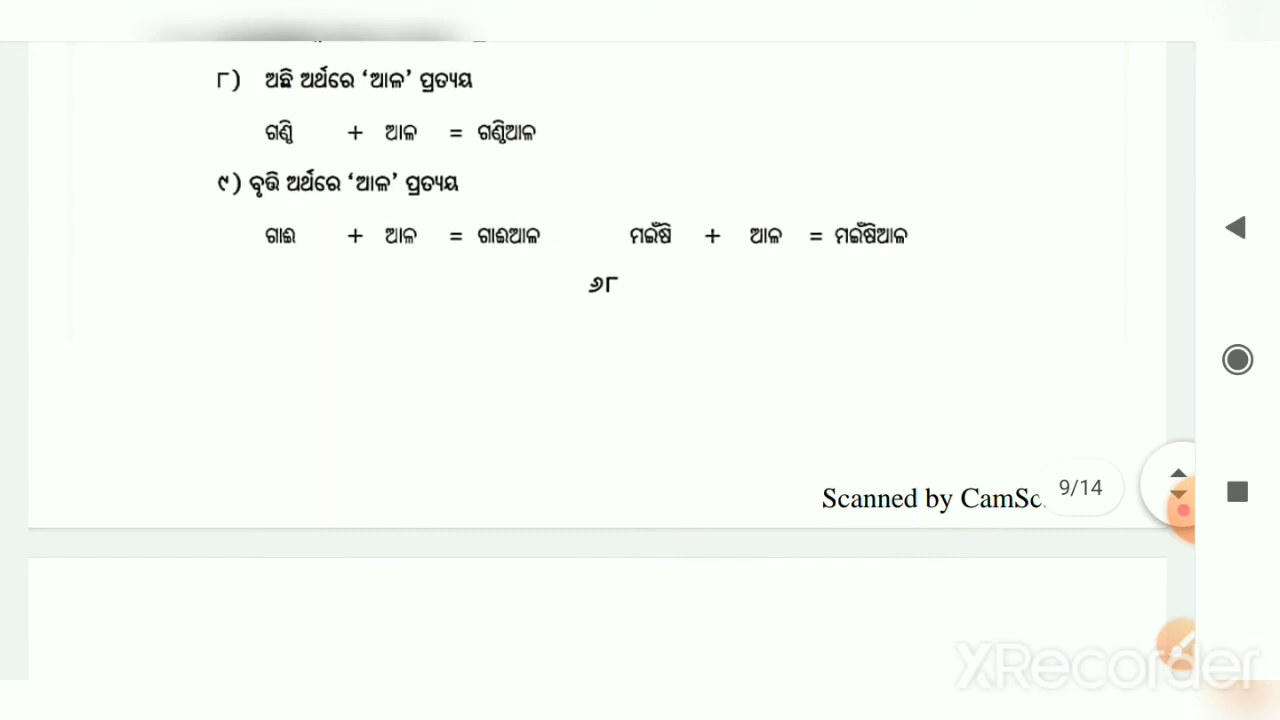 ୮) ଅଛି ଅର୍ଥରେ ‘ଆଳ’ ପ୍ରତ୍ୟୟ
ଗଣ୍ଠି + ଆଳ = ଗଣ୍ଠିଆଳ
୯) ବୃତ୍ତି ଅର୍ଥରେ ‘ଆଳ’ ପ୍ରତ୍ୟୟ
ଗାଈ + ଆଳ = ଗାଈଆଳ ମଇଁଷି + ଆଳ = ମଇଁଷିଆଳ
୬୮
9/14
Scanned by CamSc
XRecorder